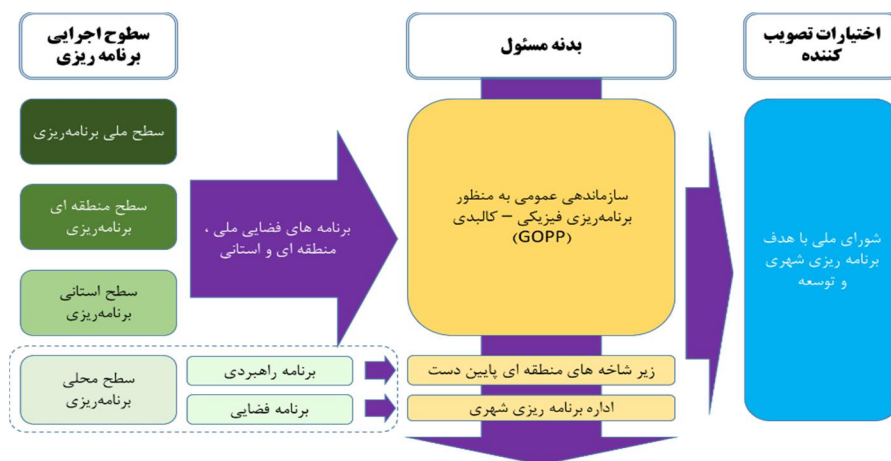 اختیارات تصویب
کننده
بدنه مسئول
سطوح اجرایی
برنامه ریزی
شورای ملی با هدف
برنامه ریزی شهری
و توسعه
سازماندهی عمومی به منظور
برنامه‌ریزی فیزیکی – کالبدی
(GOPP)
برنامه های فضایی ملی ،
منطقه ای و استانی
سطح ملی برنامه‌ریزی
سطح منطقه ای
برنامه‌ریزی
سطح استانی
برنامه‌ریزی
سطح محلی
برنامه‌ریزی
برنامه راهبردی
زیر شاخه های منطقه ای پایین دست
برنامه فضایی
اداره برنامه ریزی شهری